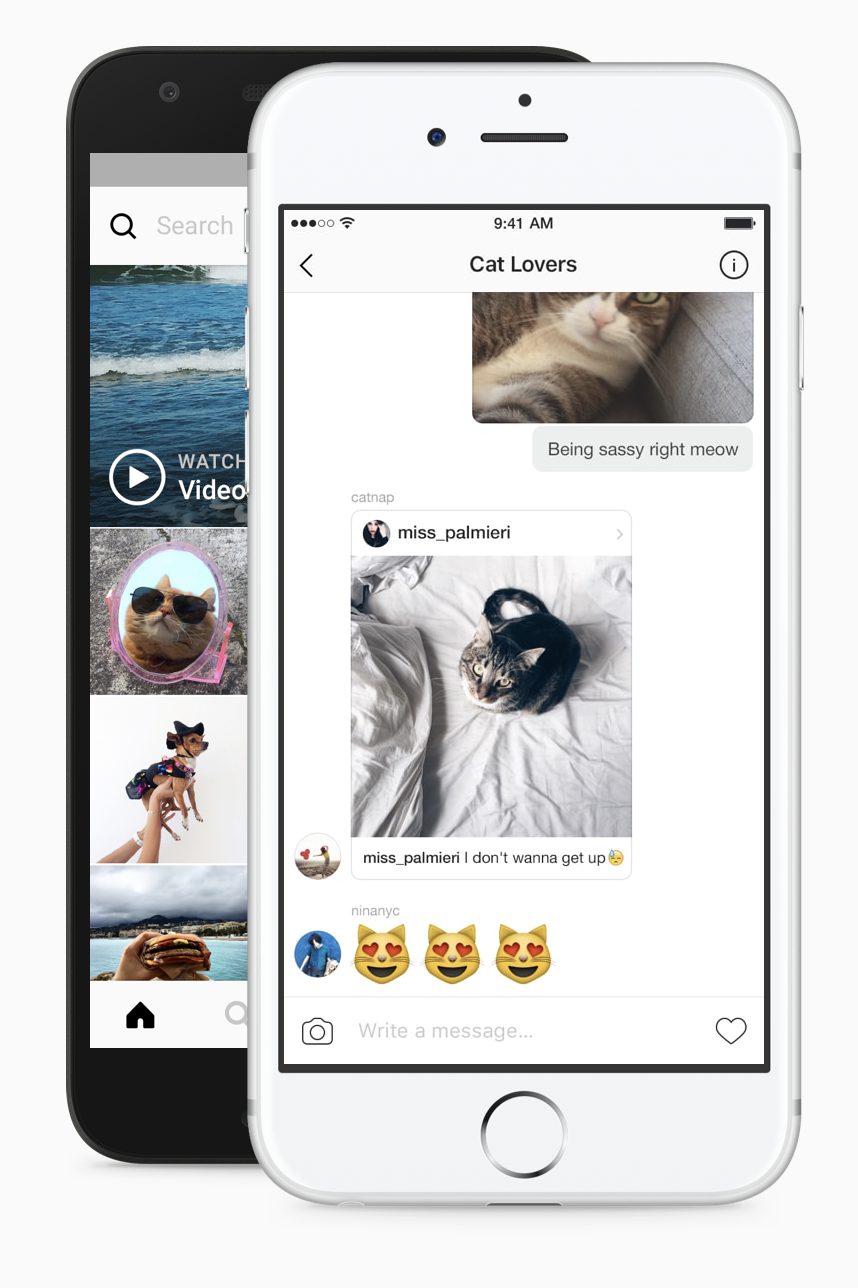 Search
WATCH
Video
9:41 AM
Cat Lovers
Being sassy right meow
catnap
miss_palmieri
miss_palmieri I don't wanna get up
ninanyc
Write a message...